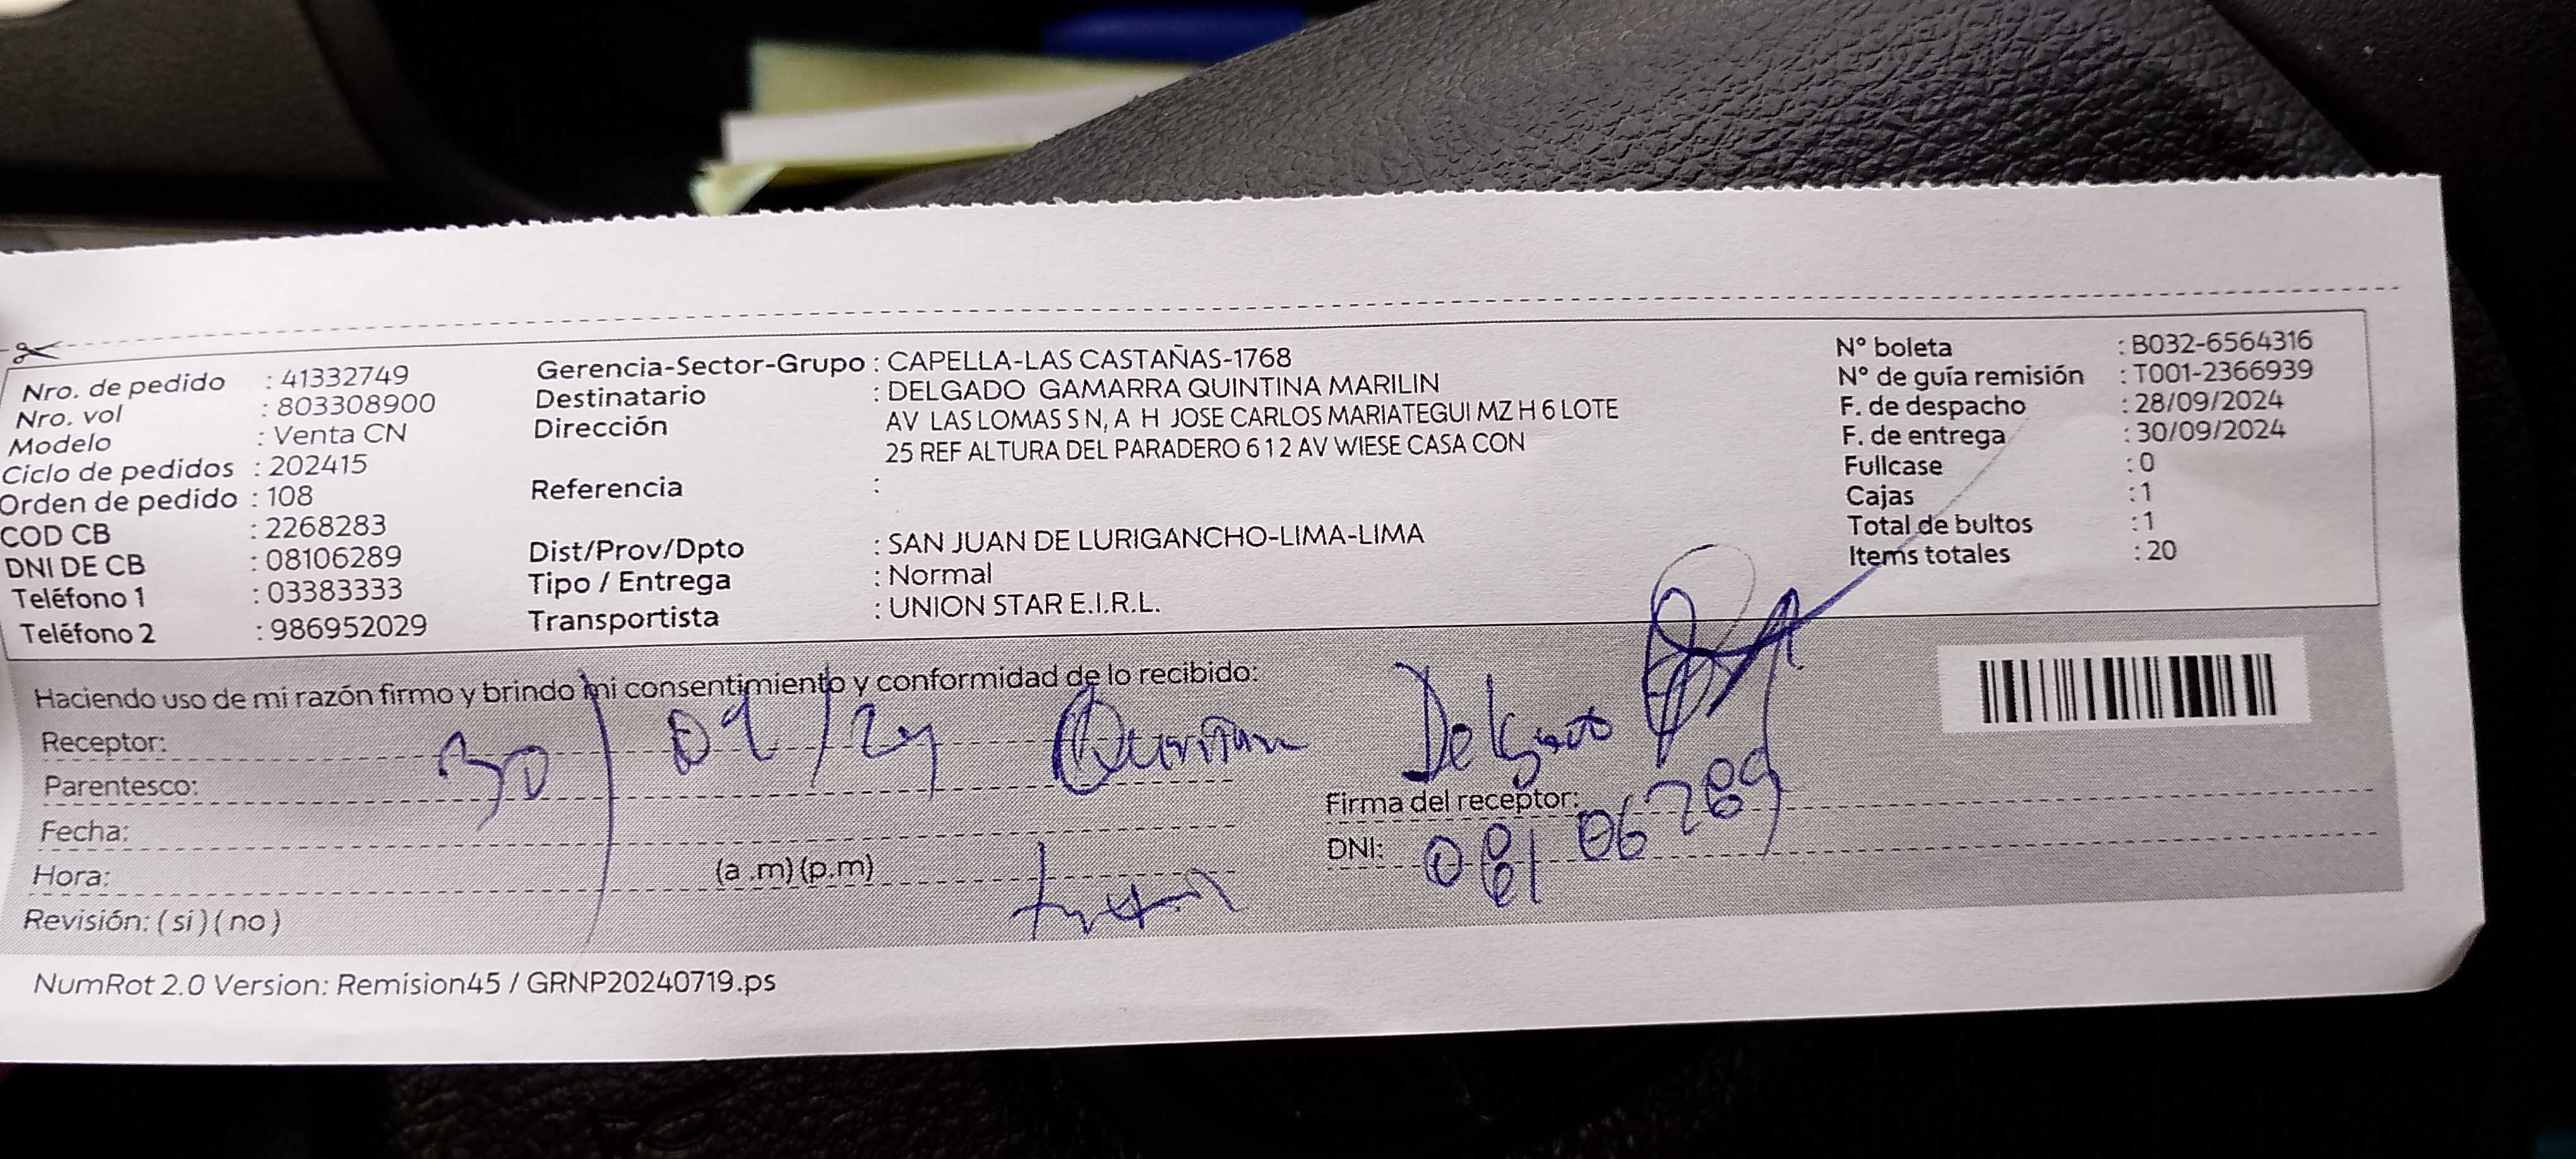 Nro. de pedido : 41332749
Nro. vol : 803308900
Modelo : Venta CN
Ciclo de pedidos : 202415
Orden de pedido : 108
COD CB : 2268283
DNI DE CB : 08106289
Teléfono 1 : 03383333
Teléfono 2 : 986952029
Gerencia-Sector-Grupo : CAPELLA-LAS CASTAÑAS-1768
Destinatario : DELGADO GAMARRA QUINTINA MARILIN
Dirección AV LAS LOMAS S N, A H JOSE CARLOS MARIATEGUI MZ H 6 LOTE
25 REF ALTURA DEL PARADERO 6 1 2 AV WIESE CASA CON
Referencia :
Dist/Prov/Dpto : SAN JUAN DE LURIGANCHO-LIMA-LIMA
Tipo / Entrega : Normal
Transportista : UNION STAR E.I.R.L.
N° boleta : B032-6564316
N° de guía remisión : T001-2366939
F. de despacho : 28/09/2024
F. de entrega : 30/09/2024
Fullcase : 0
Cajas : 1
Total de bultos : 1
Items totales : 20
Haciendo uso de mi razón firmo y brindo mi consentimiento y conformidad de lo recibido:
Receptor: 30/09/24 Delgado
Parentesco:
Fecha:
Hora: (a .m) (p.m)
Revisión: ( si ) ( no )
Firma del receptor:
DNI: 08106289
NumRot 2.0 Version: Remision45 / GRNP20240719.ps